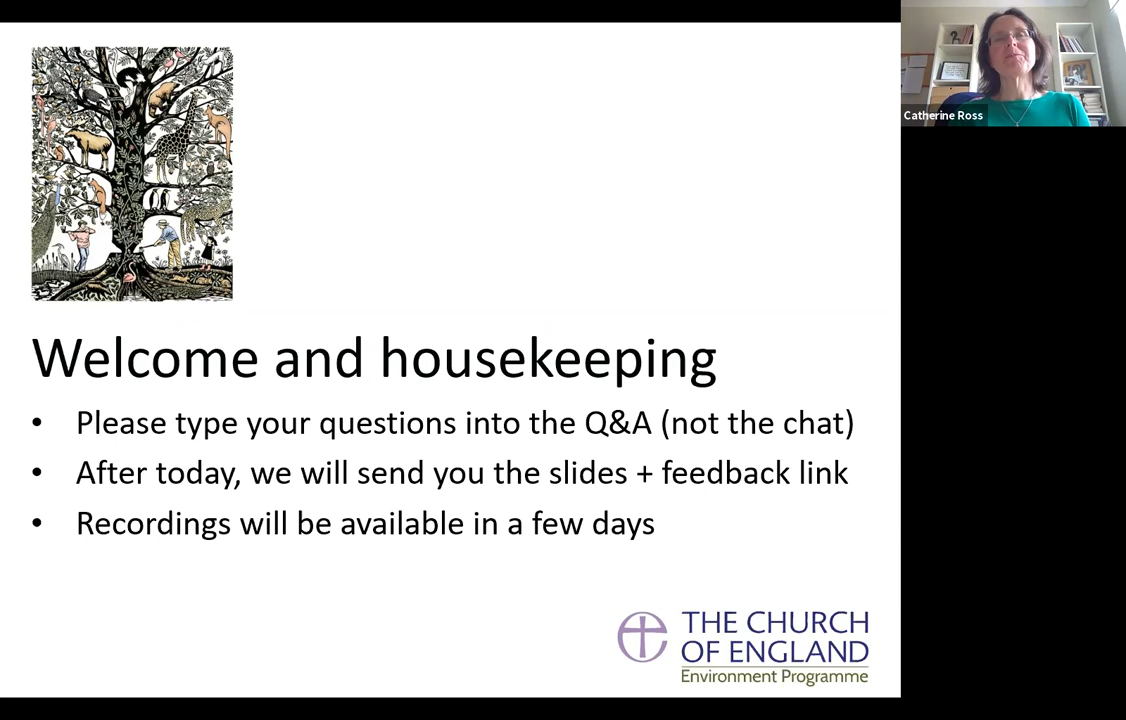 Catherine Ross
Welcome and housekeeping
• Please type your questions into the Q&A (not the chat)
• After today, we will send you the slides + feedback link
• Recordings will be available in a few days
THE CHURCH
OF ENGLAND
Environment Programme